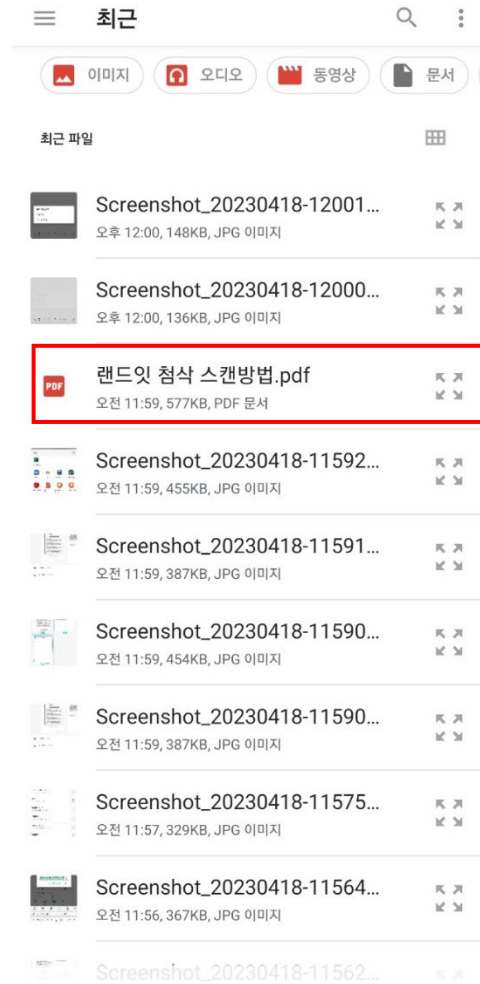 최근
이미지 오디오 동영상 문서
최근 파일
Screenshot_20230418-12001...
오후 12:00, 148KB, JPG 이미지
Screenshot_20230418-12000...
오후 12:00, 136KB, JPG 이미지
PDF
랜드잇 첨삭 스캔방법.pdf
오전 11:59, 577KB, PDF 문서
Screenshot_20230418-11592...
오전 11:59, 455KB, JPG 이미지
Screenshot_20230418-11591...
오전 11:59, 387KB, JPG 이미지
Screenshot_20230418-11590...
오전 11:59, 454KB, JPG 이미지
Screenshot_20230418-11590...
오전 11:59, 387KB, JPG 이미지
Screenshot_20230418-11575...
오전 11:57, 329KB, JPG 이미지
Screenshot_20230418-11564...
오전 11:56, 367KB, JPG 이미지
Screenshot_20230418-11562...